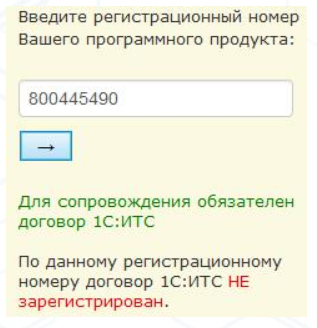 Введите регистрационный номер
Вашего программного продукта:
800445490
→
Для сопровождения обязателен
договор 1С:ИТС
По данному регистрационному
номеру договор 1С:ИТС НЕ
зарегистрирован.